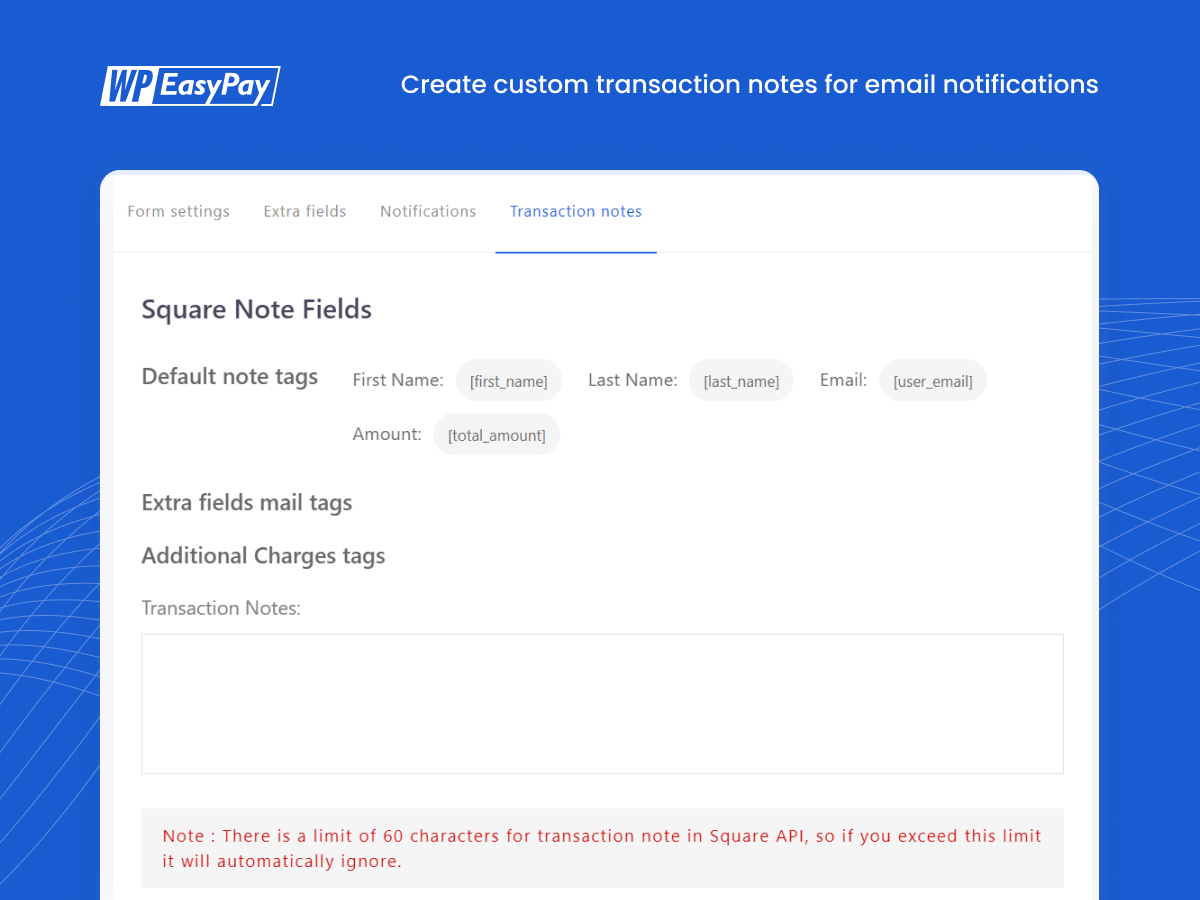 WP EasyPay
Create custom transaction notes for email notifications
Form settings Extra fields Notifications Transaction notes
Square Note Fields
Default note tags First Name: [first_name] Last Name: [last_name] Email: [user_email]
Amount: [total_amount]
Extra fields mail tags
Additional Charges tags
Transaction Notes:
Note : There is a limit of 60 characters for transaction note in Square API, so if you exceed this limit
it will automatically ignore.